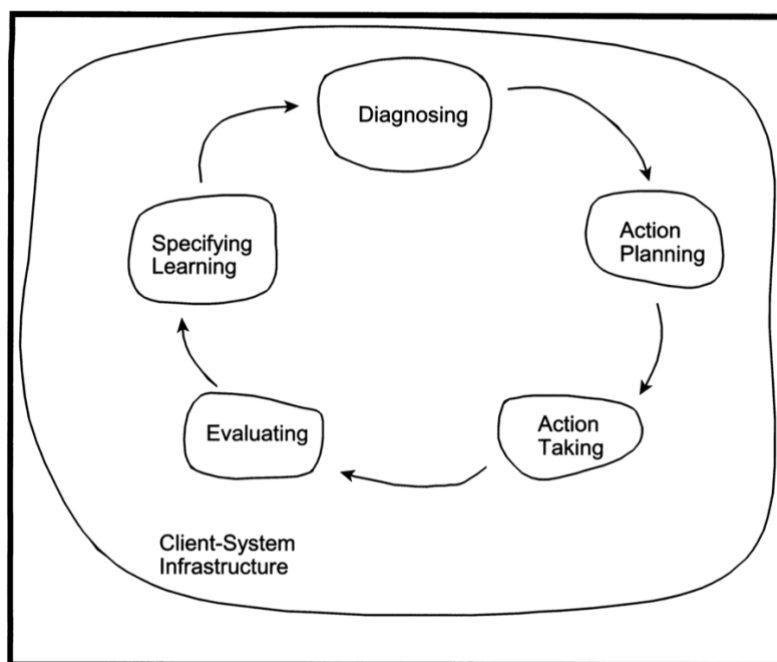 Diagnosing
Action
Planning
Action
Taking
Evaluating
Specifying
Learning
Client-System
Infrastructure